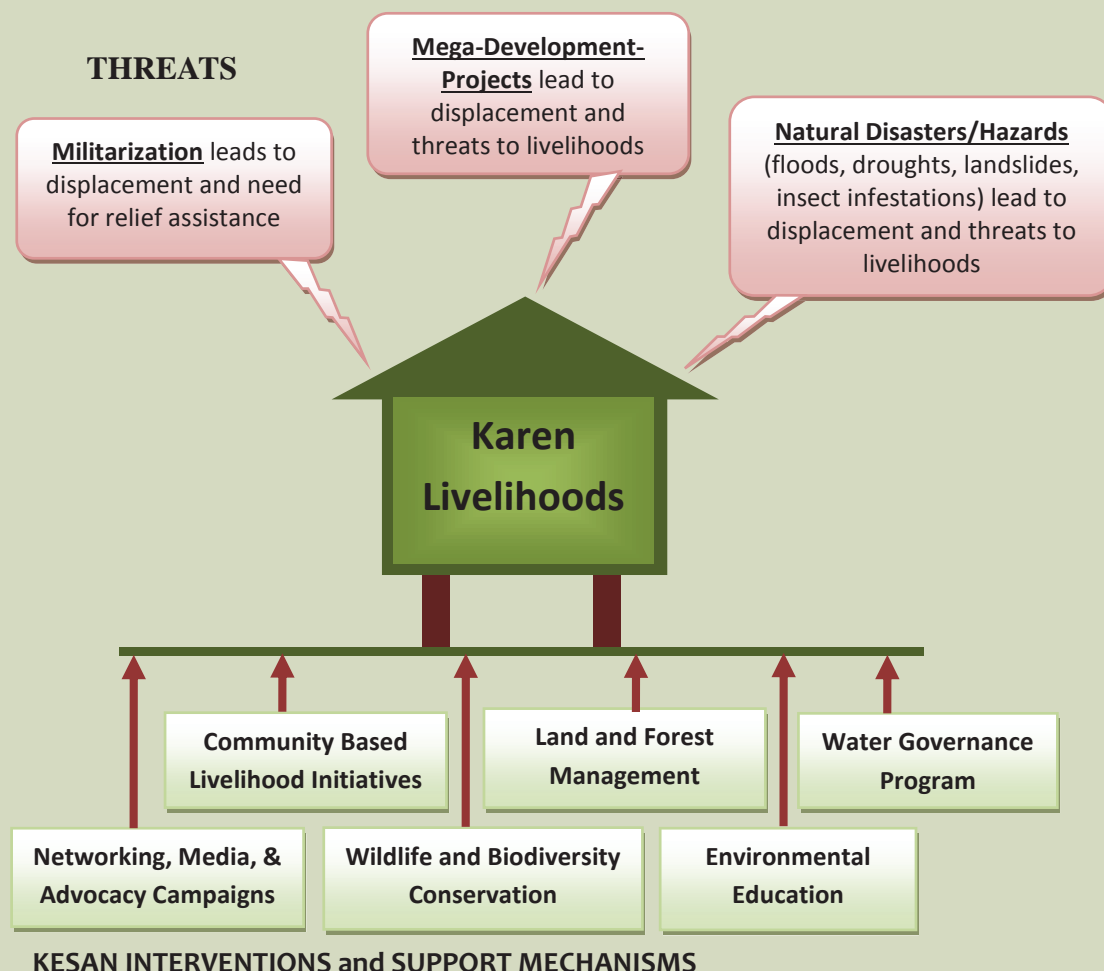 THREATS
Militarization leads to
displacement and need
for relief assistance
Mega-Development-
Projects lead to
displacement and
threats to livelihoods
Natural Disasters/Hazards
(floods, droughts, landslides,
insect infestations) lead to
displacement and threats to
livelihoods
Karen
Livelihoods
Community Based
Livelihood Initiatives
Land and Forest
Management
Water Governance
Program
Networking, Media, &
Advocacy Campaigns
Wildlife and Biodiversity
Conservation
Environmental
Education
KESAN INTERVENTIONS and SUPPORT MECHANISMS